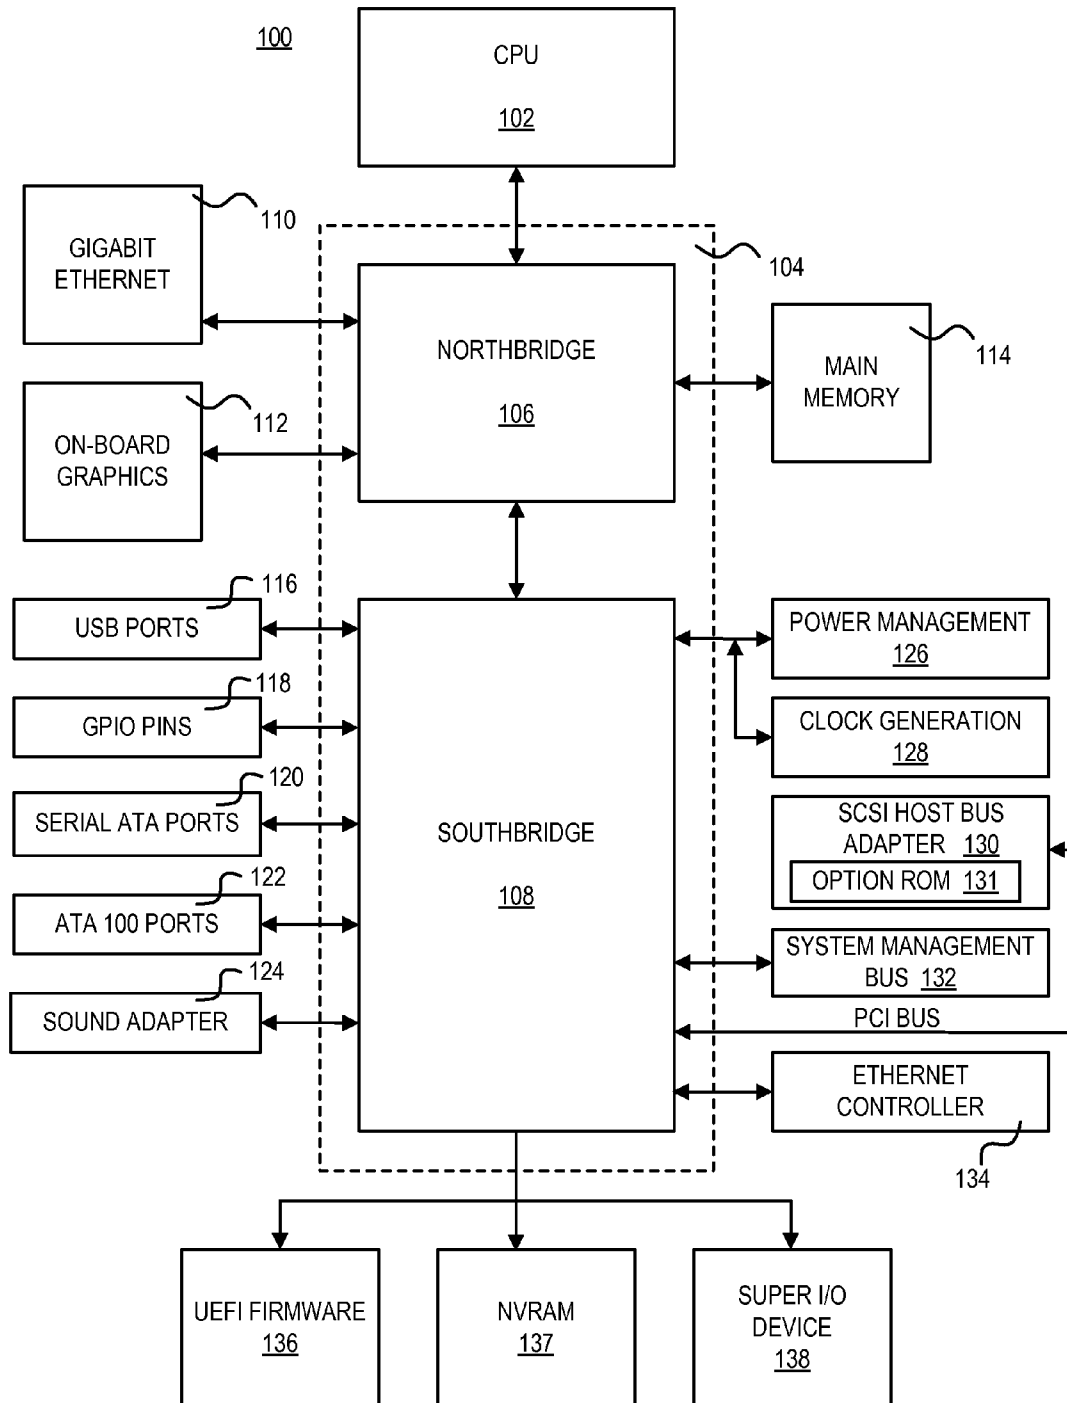 100
CPU
102
110
GIGABIT
ETHERNET
104
NORTHBRIDGE
106
114
MAIN
MEMORY
112
ON-BOARD
GRAPHICS
116
USB PORTS
118
GPIO PINS
120
SERIAL ATA PORTS
122
ATA 100 PORTS
124
SOUND ADAPTER
SOUTHBRIDGE
108
POWER MANAGEMENT
126
CLOCK GENERATION
128
SCSI HOST BUS
ADAPTER 130
OPTION ROM 131
SYSTEM MANAGEMENT
BUS 132
PCI BUS
ETHERNET
CONTROLLER
134
UEFI FIRMWARE
136
NVRAM
137
SUPER I/O
DEVICE
138